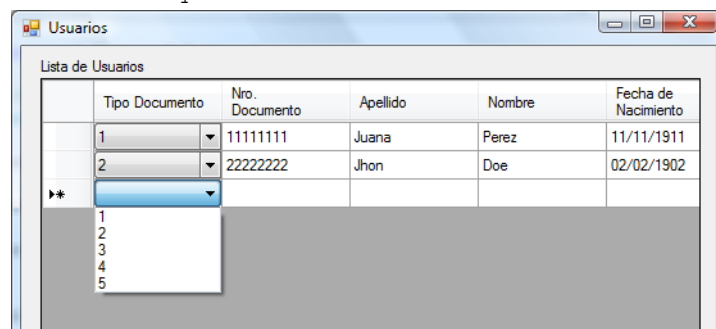 Usuarios
Lista de Usuarios
Tipo Documento Nro. Documento Apellido Nombre Fecha de Nacimiento
1 11111111 Juana Perez 11/11/1911
2 22222222 Jhon Doe 02/02/1902
1
2
3
4
5